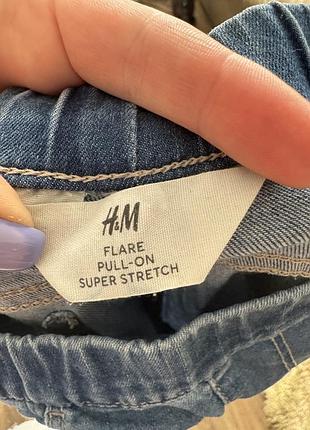 H&M
FLARE
PULL-ON
SUPER STRETCH